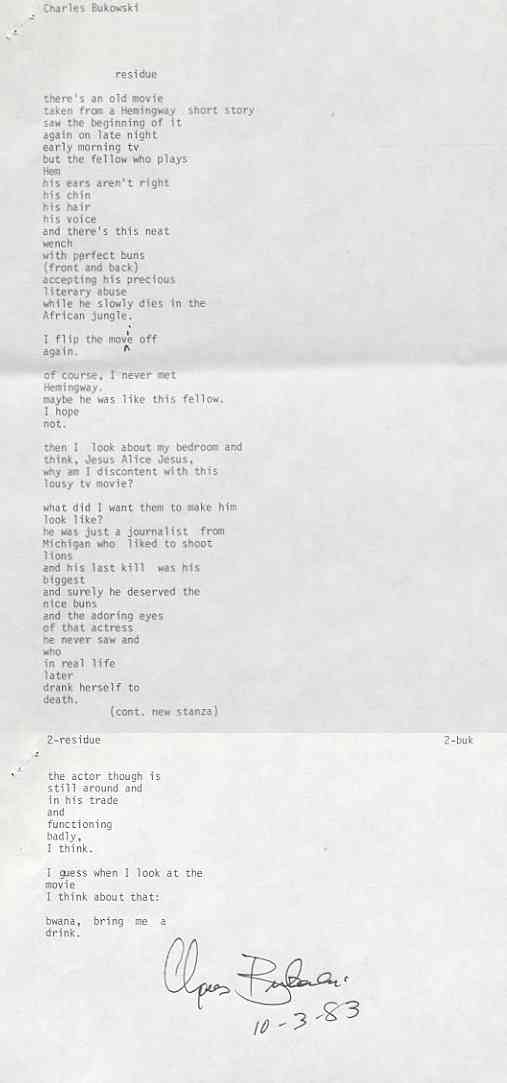 Charles Bukowski
residue
there's an old movie
taken from a Hemingway short story
saw the beginning of it
again on late night
early morning tv
but the fellow who plays
Hem
his ears aren't right
his chin
his hair
his voice
and there's this neat
wench
with perfect buns
(front and back)
accepting his precious
literary abuse
while he slowly dies in the
African jungle.
I flip the movie off
again.
of course, I never met
Hemingway.
maybe he was like this fellow.
I hope
not.
then I look about my bedroom and
think, Jesus Alice Jesus,
why am I discontent with this
lousy tv movie?
what did I want them to make him
look like?
he was just a journalist from
Michigan who liked to shoot
lions
and his last kill was his
biggest
and surely he deserved the
nice buns
and the adoring eyes
of that actress
he never saw and
who
in real life
later
drank herself to
death.
(cont. new stanza)
2-residue 2-buk
the actor though is
still around and
in his trade
and
functioning
badly,
I think.
I guess when I look at the
movie
I think about that:
bwana, bring me a
drink.
Chas Bukowski
10-3-83